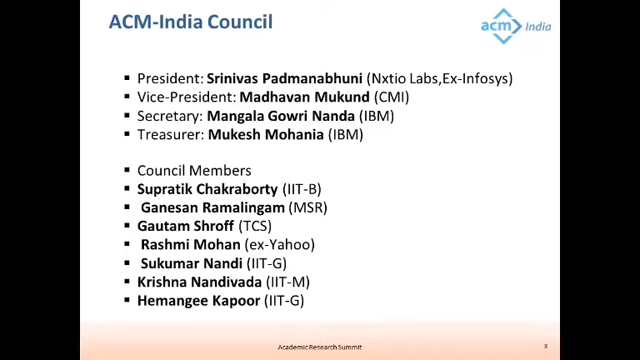 ACM-India Council
acm India
▪ President: Srinivas Padmanabhuni (Nxtio Labs,Ex-Infosys)
▪ Vice-President: Madhavan Mukund (CMI)
▪ Secretary: Mangala Gowri Nanda (IBM)
▪ Treasurer: Mukesh Mohania (IBM)
▪ Council Members
▪ Supratik Chakraborty (IIT-B)
▪ Ganesan Ramalingam (MSR)
▪ Gautam Shroff (TCS)
▪ Rashmi Mohan (ex-Yahoo)
▪ Sukumar Nandi (IIT-G)
▪ Krishna Nandivada (IIT-M)
▪ Hemangee Kapoor (IIT-G)
Academic Research Summit